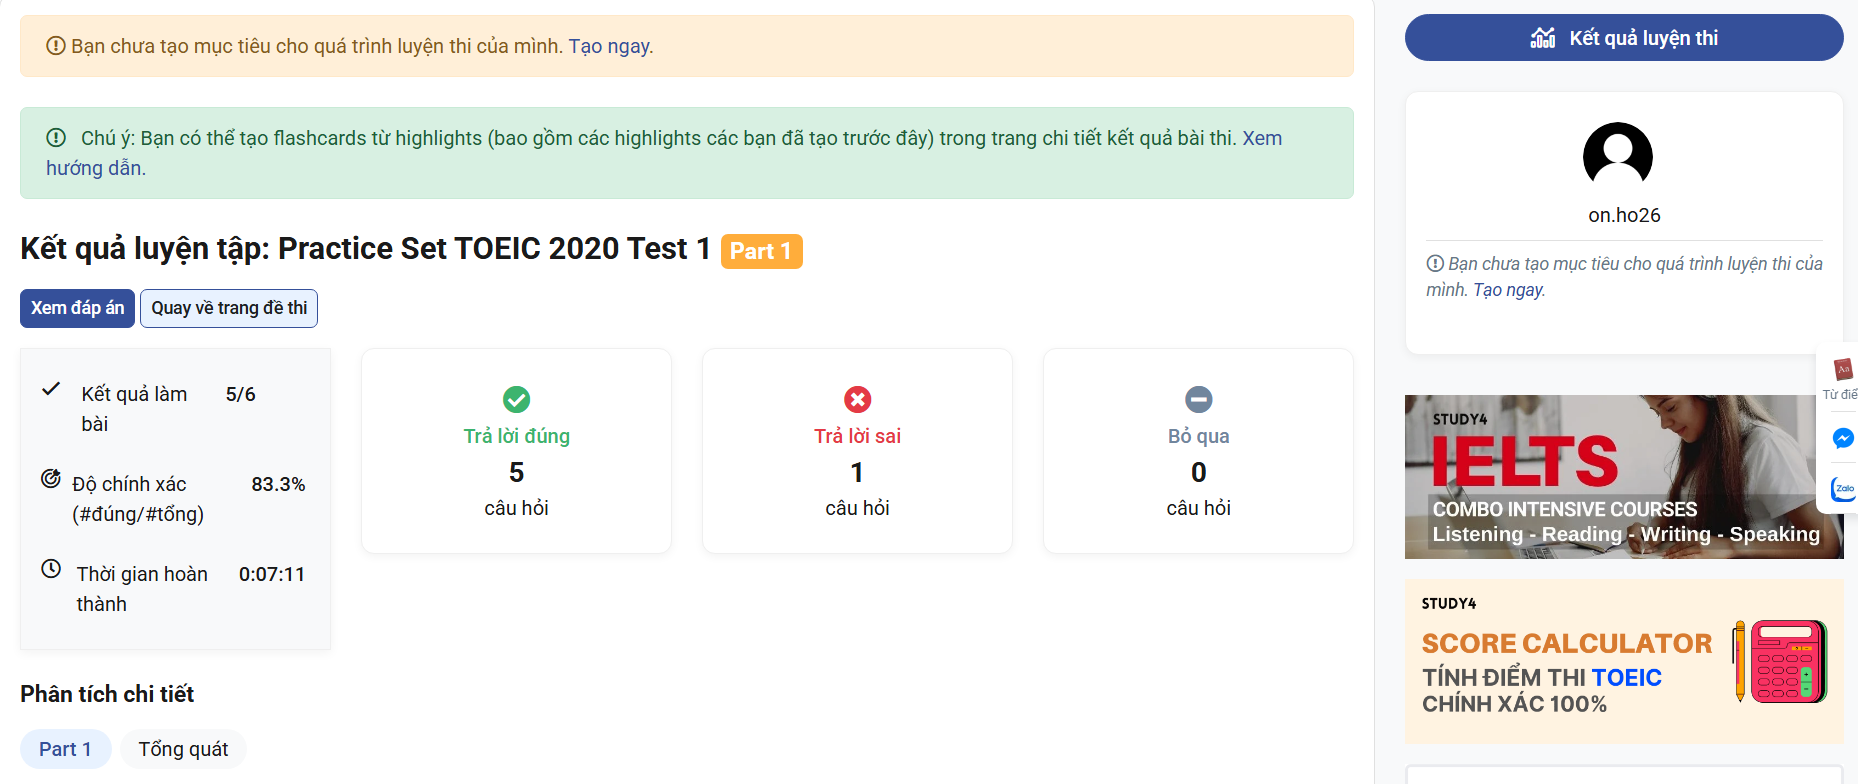 Bạn chưa tạo mục tiêu cho quá trình luyện thi của mình. Tạo ngay.
Chú ý: Bạn có thể tạo flashcards từ highlights (bao gồm các highlights các bạn đã tạo trước đây) trong trang chi tiết kết quả bài thi. Xem
hướng dẫn.
Kết quả luyện tập: Practice Set TOEIC 2020 Test 1 Part 1
Xem đáp án Quay về trang đề thi
Kết quả làm 5/6
bài
Độ chính xác 83.3%
(#đúng/#tổng)
Thời gian hoàn 0:07:11
thành
Trả lời đúng
5
câu hỏi
Trả lời sai
1
câu hỏi
Bỏ qua
0
câu hỏi
Phân tích chi tiết
Part 1 Tổng quát
Kết quả luyện thi
on.ho26
Bạn chưa tạo mục tiêu cho quá trình luyện thi của
mình. Tạo ngay.
Aa
Từ điể
Zalo
STUDY4
IELTS
COMBO INTENSIVE COURSES
Listening - Reading - Writing - Speaking
STUDY4
SCORE CALCULATOR
TÍNH ĐIỂM THI TOEIC
CHÍNH XÁC 100%